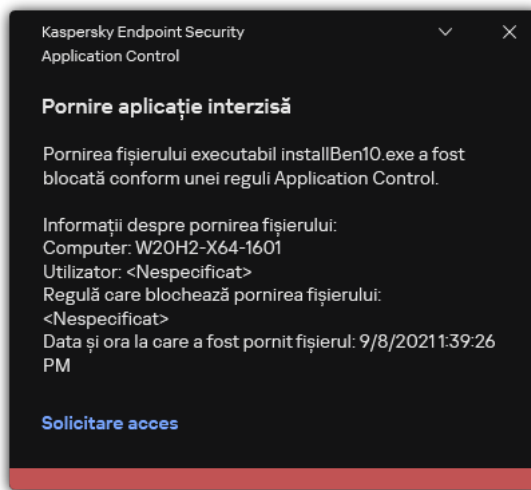 Kaspersky Endpoint Security
Application Control
Pornire aplicație interzisă
Pornirea fișierului executabil installBen10.exe a fost
blocată conform unei reguli Application Control.
Informații despre pornirea fișierului:
Computer: W20H2-X64-1601
Utilizator: <Nespecificat>
Regulă care blochează pornirea fișierului:
<Nespecificat>
Data și ora la care a fost pornit fișierul: 9/8/2021 1:39:26
PM
Solicitare acces